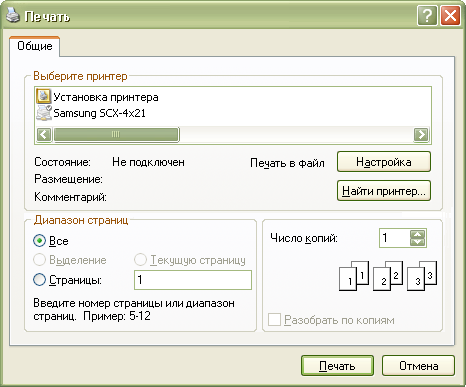 Печать
Общие
Выберите принтер
Установка принтера
Samsung SCX-4x21
Состояние: Не подключен Печать в файл Настройка
Размещение:
Комментарий: Найти принтер...
Диапазон страниц
Все
Выделение Текущую страницу
Страницы: 1
Введите номер страницы или диапазон
страниц. Пример: 5-12
Число копий: 1
1 1 2 2 3 3
Разобрать по копиям
Печать Отмена